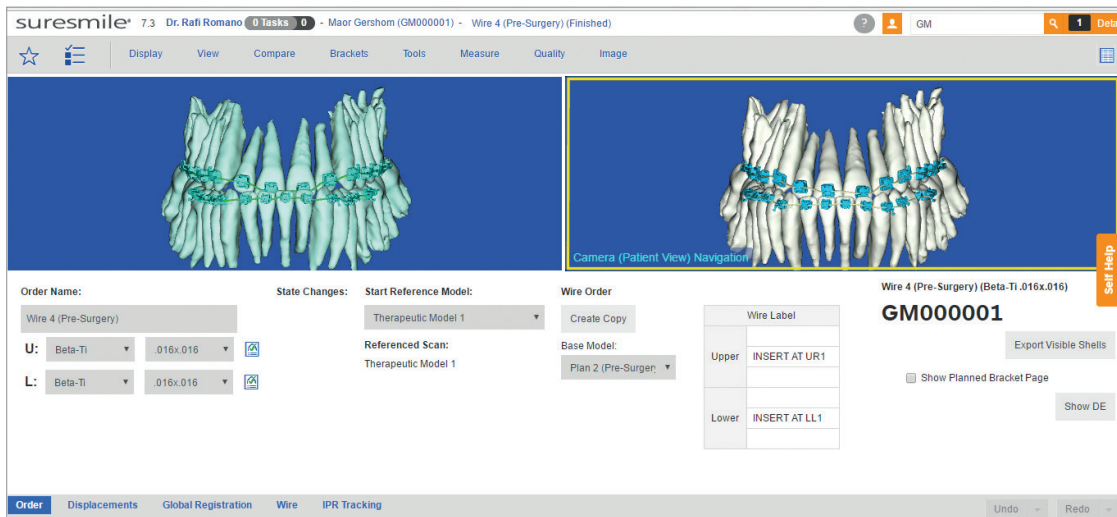 suresmile® 7.3 Dr. Rafi Romano 0 Tasks 0 - Maor Gershom (GM000001) - Wire 4 (Pre-Surgery) (Finished) ? GM 1 Deta
Display View Compare Brackets Tools Measure Quality Image
Camera (Patient View) Navigation
Self Help
Order Name: State Changes: Start Reference Model: Wire Order Wire 4 (Pre-Surgery) (Beta-Ti .016x.016)
Wire 4 (Pre-Surgery) Therapeutic Model 1 Create Copy Wire Label GM000001
U: Beta-Ti .016x.016 Referenced Scan: Base Model: Export Visible Shells
Therapeutic Model 1 Upper INSERT AT UR1
L: Beta-Ti .016x.016 Plan 2 (Pre-Surger Show Planned Bracket Page
Show DE
Lower INSERT AT LL1
Order Displacements Global Registration Wire IPR Tracking Undo Redo